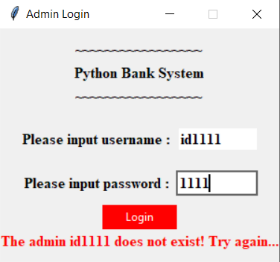 Admin Login
~~~~~~~~~~~~~~~~~~
Python Bank System
~~~~~~~~~~~~~~~~~~
Please input username : id1111
Please input password : 1111
Login
The admin id1111 does not exist! Try again...